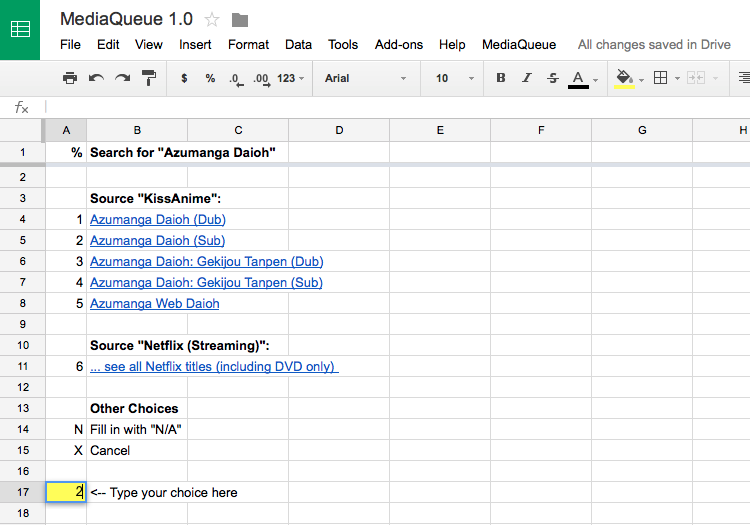 MediaQueue 1.0
File Edit View Insert Format Data Tools Add-ons Help MediaQueue All changes saved in Drive
$ % .0 .00 123 Arial 10 B I S A
fx
A B C D E F G H
1 % Search for "Azumanga Daioh"
2
3 Source "KissAnime":
4 1 Azumanga Daioh (Dub)
5 2 Azumanga Daioh (Sub)
6 3 Azumanga Daioh: Gekijou Tanpen (Dub)
7 4 Azumanga Daioh: Gekijou Tanpen (Sub)
8 5 Azumanga Web Daioh
9
10 Source "Netflix (Streaming)":
11 6 ... see all Netflix titles (including DVD only)
12
13 Other Choices
14 N Fill in with "N/A"
15 X Cancel
16
17 2 <-- Type your choice here
18